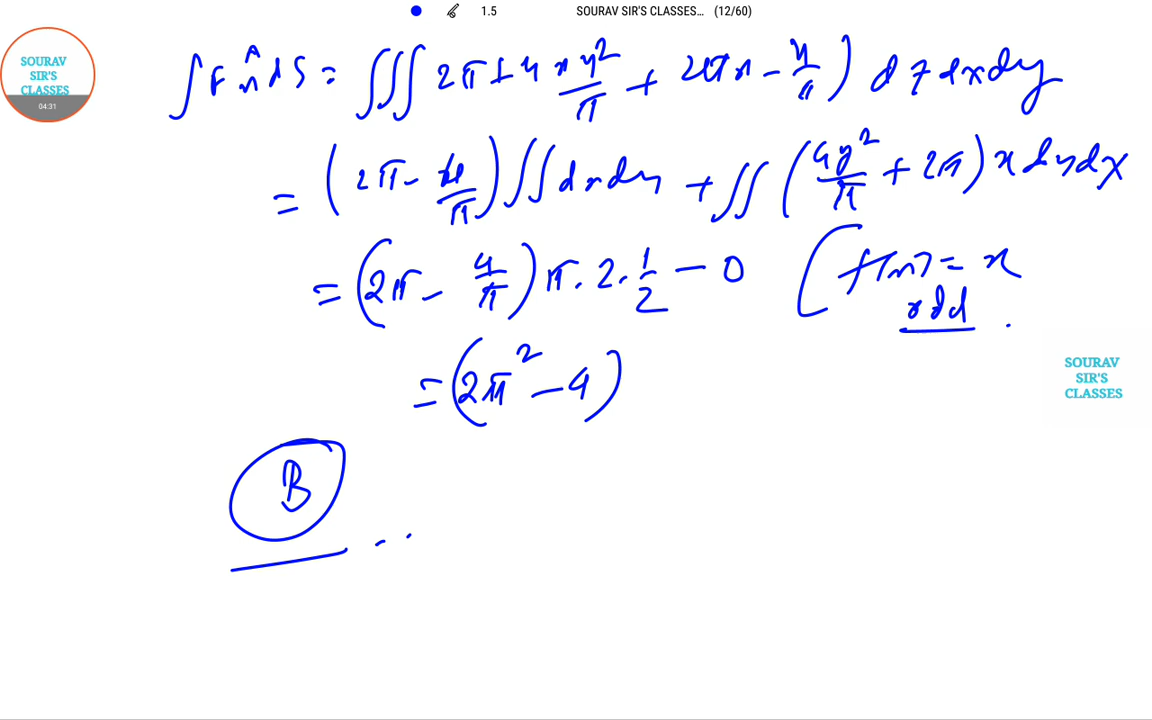 1.5 SOURAV SIR'S CLASSES... (12/60)
SOURAV
SIR'S
CLASSES
04:31
∫ F n̂ dS = ∭ 2π + 4 x y²/π + 2πx - 4/π ) dz dx dy
= (2π - 4/π) ∬ dx dy + ∬ (4y²/π + 2π) x dy dx
= (2π - 4/π) π · 2 · 1/2 - 0 ( f(x) = x
odd
= (2π² - 4)
SOURAV
SIR'S
CLASSES
B